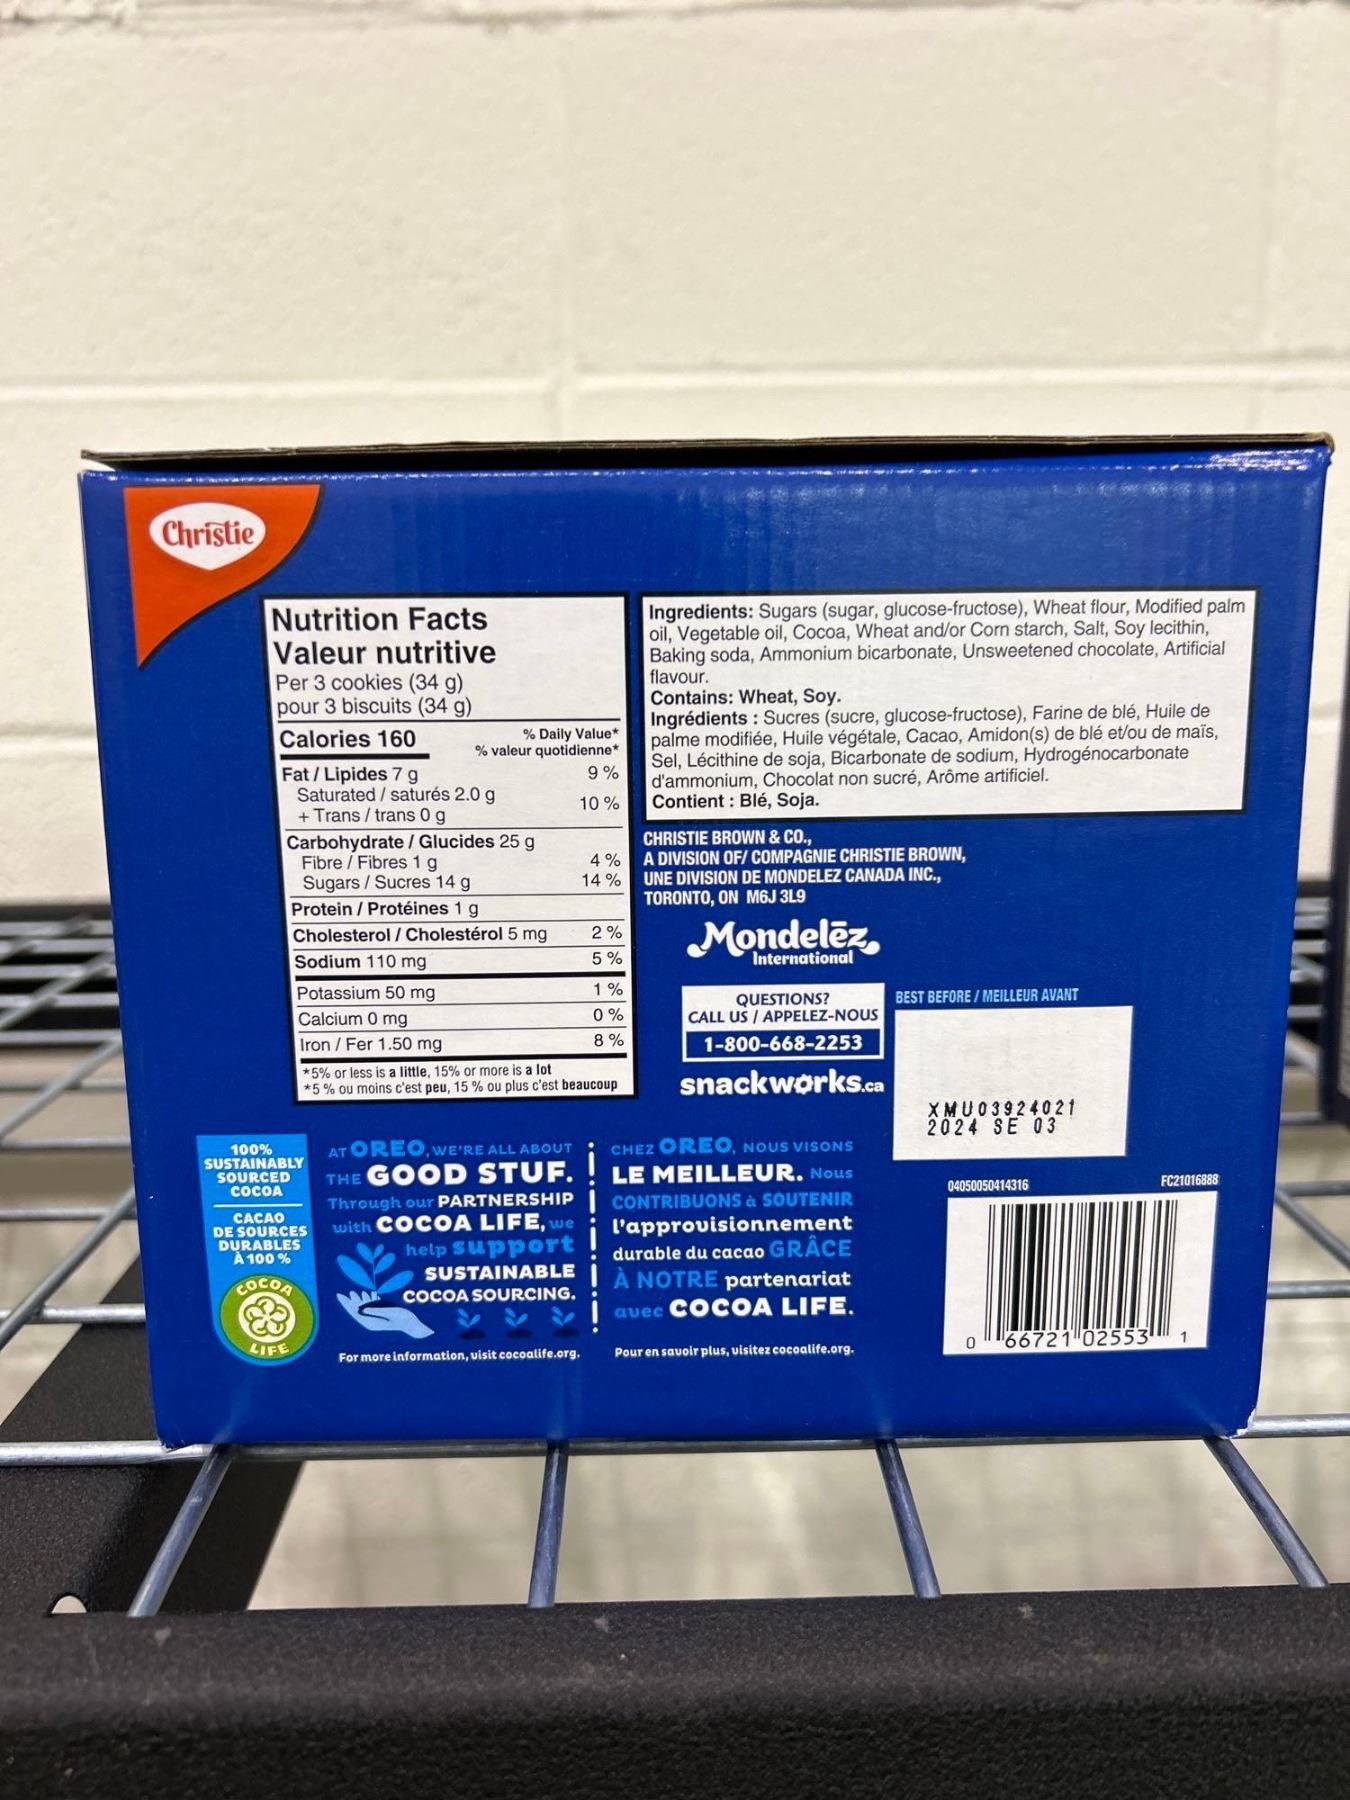 Christie
Nutrition Facts
Valeur nutritive
Per 3 cookies (34 g)
pour 3 biscuits (34 g)
Calories 160
% Daily Value*
% valeur quotidienne*
Fat / Lipides 7 g 9 %
Saturated / saturés 2.0 g
+ Trans / trans 0 g 10 %
Carbohydrate / Glucides 25 g
Fibre / Fibres 1 g 4 %
Sugars / Sucres 14 g 14 %
Protein / Protéines 1 g
Cholesterol / Cholestérol 5 mg 2 %
Sodium 110 mg 5 %
Potassium 50 mg 1 %
Calcium 0 mg 0 %
Iron / Fer 1.50 mg 8 %
*5% or less is a little, 15% or more is a lot
*5 % ou moins c'est peu, 15 % ou plus c'est beaucoup
Ingredients: Sugars (sugar, glucose-fructose), Wheat flour, Modified palm
oil, Vegetable oil, Cocoa, Wheat and/or Corn starch, Salt, Soy lecithin,
Baking soda, Ammonium bicarbonate, Unsweetened chocolate, Artificial
flavour.
Contains: Wheat, Soy.
Ingrédients : Sucres (sucre, glucose-fructose), Farine de blé, Huile de
palme modifiée, Huile végétale, Cacao, Amidon(s) de blé et/ou de maïs,
Sel, Lécithine de soja, Bicarbonate de sodium, Hydrogénocarbonate
d'ammonium, Chocolat non sucré, Arôme artificiel.
Contient : Blé, Soja.
CHRISTIE BROWN & CO.,
A DIVISION OF/ COMPAGNIE CHRISTIE BROWN,
UNE DIVISION DE MONDELEZ CANADA INC.,
TORONTO, ON M6J 3L9
Mondelēz
International
QUESTIONS?
CALL US / APPELEZ-NOUS
1-800-668-2253
snackworks.ca
BEST BEFORE / MEILLEUR AVANT
XMU03924021
2024 SE 03
100%
SUSTAINABLY
SOURCED
COCOA
CACAO
DE SOURCES
DURABLES
À 100 %
COCOA
LIFE
AT OREO, WE'RE ALL ABOUT
THE GOOD STUF.
Through our PARTNERSHIP
with COCOA LIFE, we
help support
SUSTAINABLE
COCOA SOURCING.
For more information, visit cocoalife.org.
CHEZ OREO, NOUS VISONS
LE MEILLEUR. Nous
CONTRIBUONS à SOUTENIR
l'approvisionnement
durable du cacao GRÂCE
À NOTRE partenariat
avec COCOA LIFE.
Pour en savoir plus, visitez cocoalife.org.
04050050414316 FC21016888
0 66721 02553 1